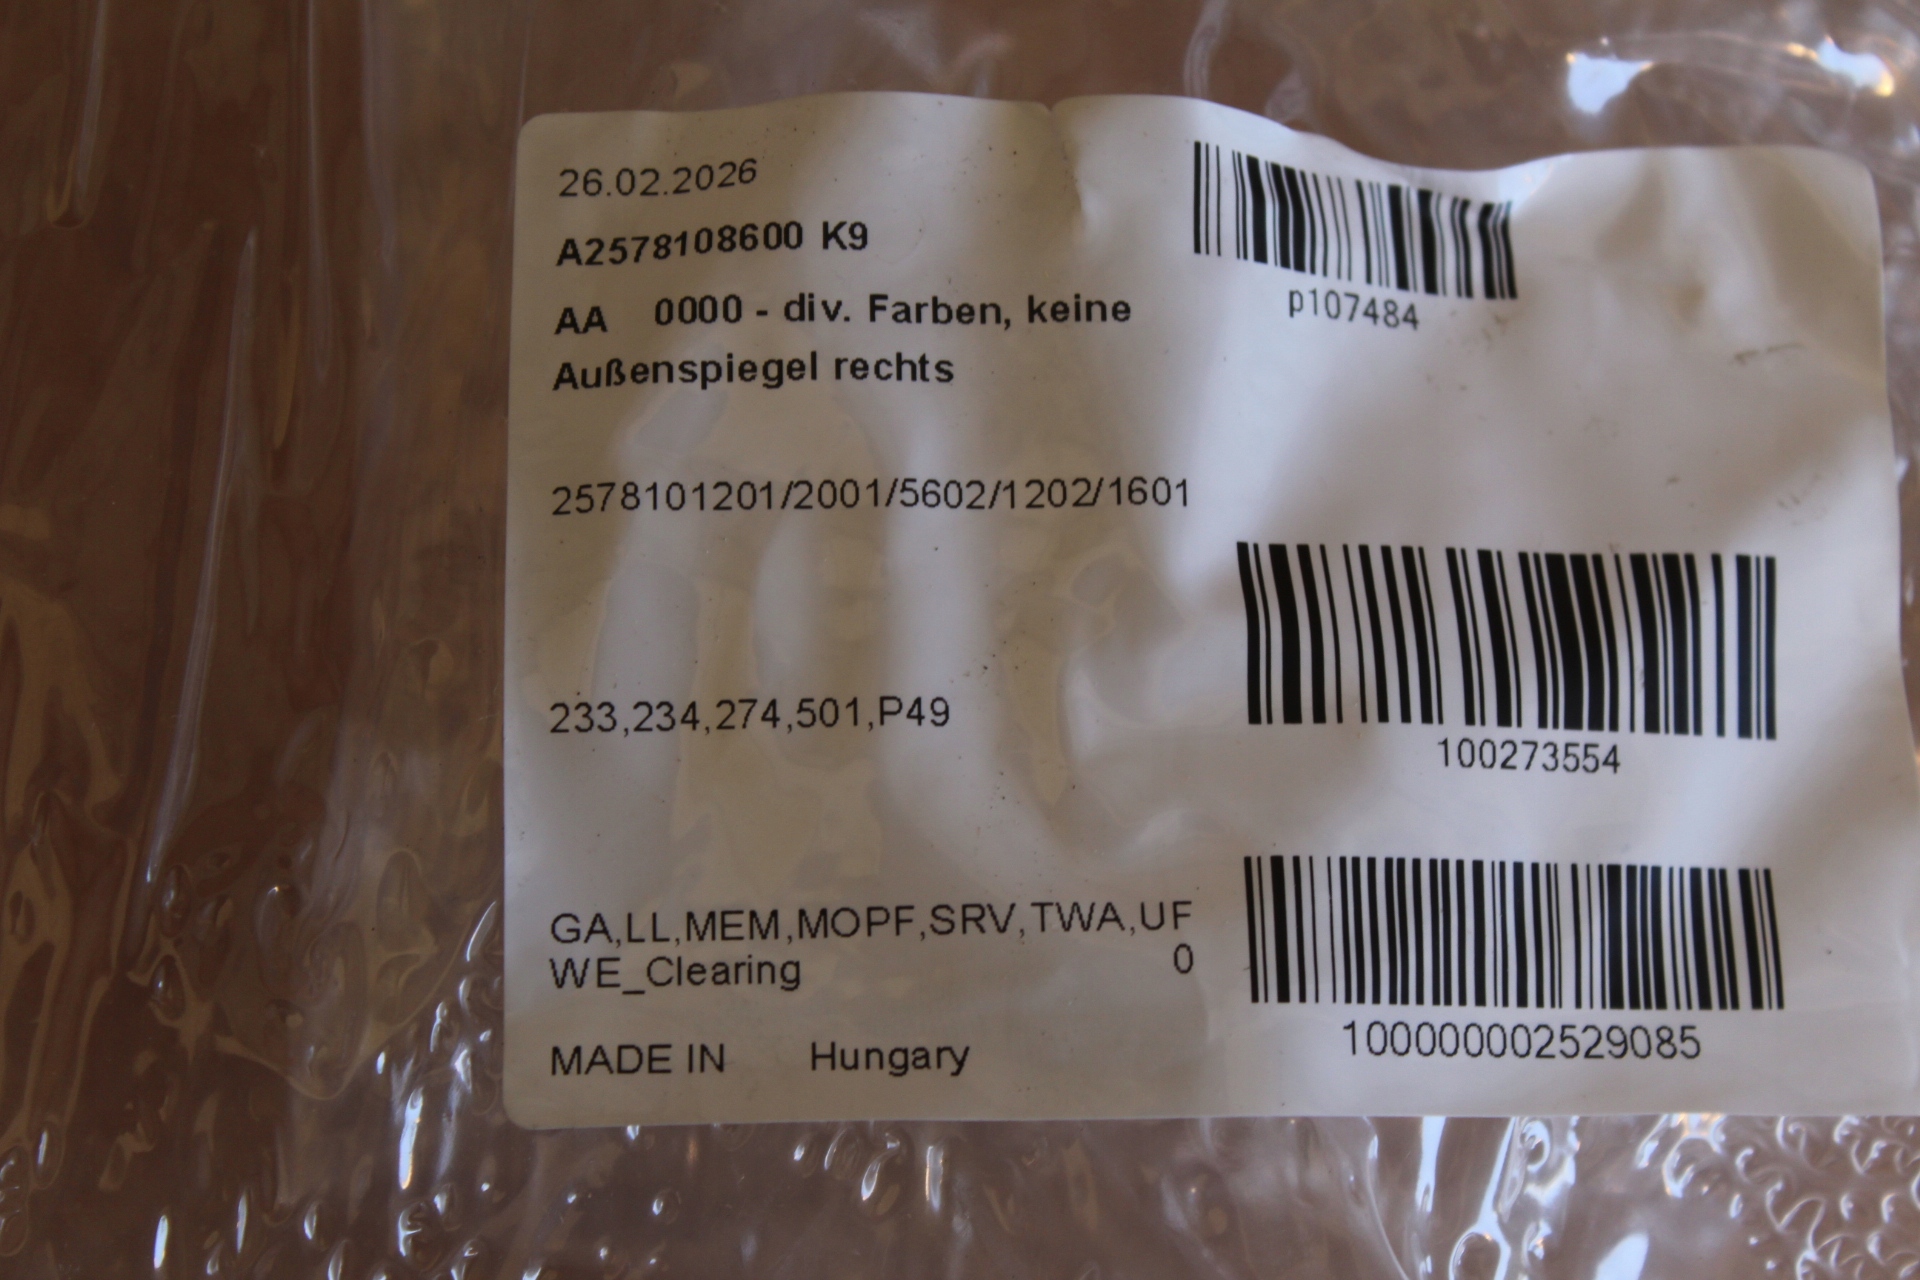 26.02.2026
A2578108600 K9
p107484
AA 0000 - div. Farben, keine
Außenspiegel rechts
2578101201/2001/5602/1202/1601
233,234,274,501,P49
100273554
GA,LL,MEM,MOPF,SRV,TWA,UF
WE_Clearing 0
100000002529085
MADE IN Hungary